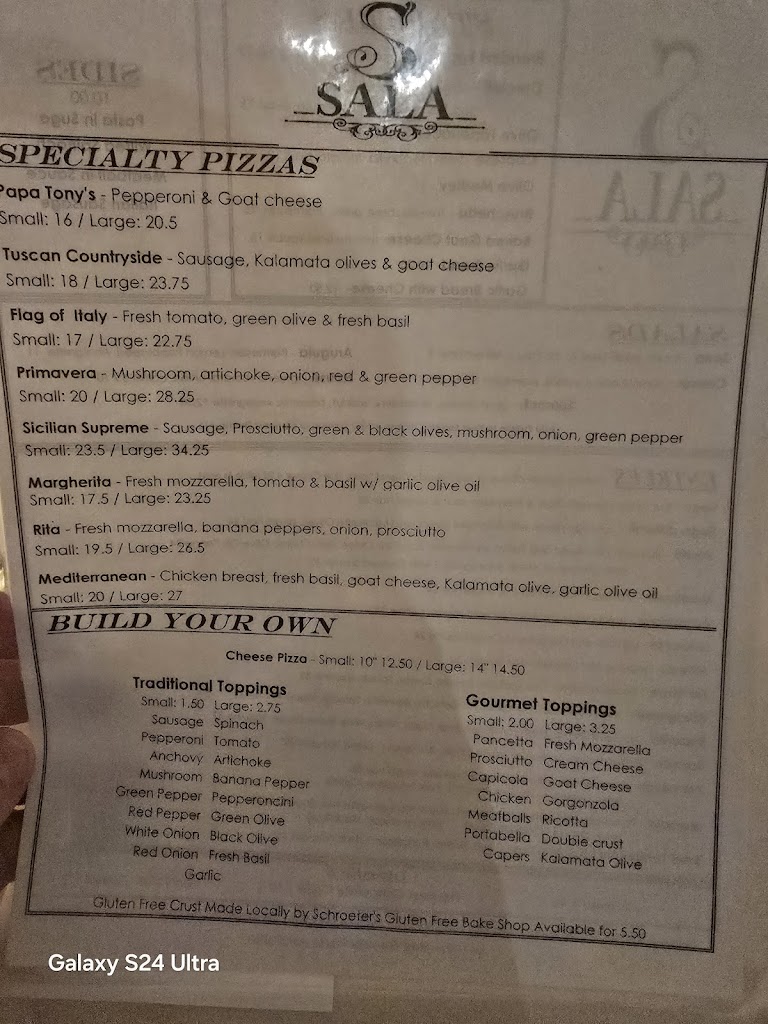 S
SALA
SPECIALTY PIZZAS
Papa Tony's - Pepperoni & Goat cheese
Small: 16 / Large: 20.5
Tuscan Countryside - Sausage, Kalamata olives & goat cheese
Small: 18 / Large: 23.75
Flag of Italy - Fresh tomato, green olive & fresh basil
Small: 17 / Large: 22.75
Primavera - Mushroom, artichoke, onion, red & green pepper
Small: 20 / Large: 28.25
Sicilian Supreme - Sausage, Prosciutto, green & black olives, mushroom, onion, green pepper
Small: 23.5 / Large: 34.25
Margherita - Fresh mozzarella, tomato & basil w/ garlic olive oil
Small: 17.5 / Large: 23.25
Rita - Fresh mozzarella, banana peppers, onion, prosciutto
Small: 19.5 / Large: 26.5
Mediterranean - Chicken breast, fresh basil, goat cheese, Kalamata olive, garlic olive oil
Small: 20 / Large: 27
BUILD YOUR OWN
Cheese Pizza - Small: 10" 12.50 / Large: 14" 14.50
Traditional Toppings
Small: 1.50 Large: 2.75
Sausage Spinach
Pepperoni Tomato
Anchovy Artichoke
Mushroom Banana Pepper
Green Pepper Pepperoncini
Red Pepper Green Olive
White Onion Black Olive
Red Onion Fresh Basil
Garlic
Gourmet Toppings
Small: 2.00 Large: 3.25
Pancetta Fresh Mozzarella
Prosciutto Cream Cheese
Capicola Goat Cheese
Chicken Gorgonzola
Meatballs Ricotta
Portabella Double crust
Capers Kalamata Olive
Gluten Free Crust Made Locally by Schroefer's Gluten Free Bake Shop Available for 5.50
Galaxy S24 Ultra